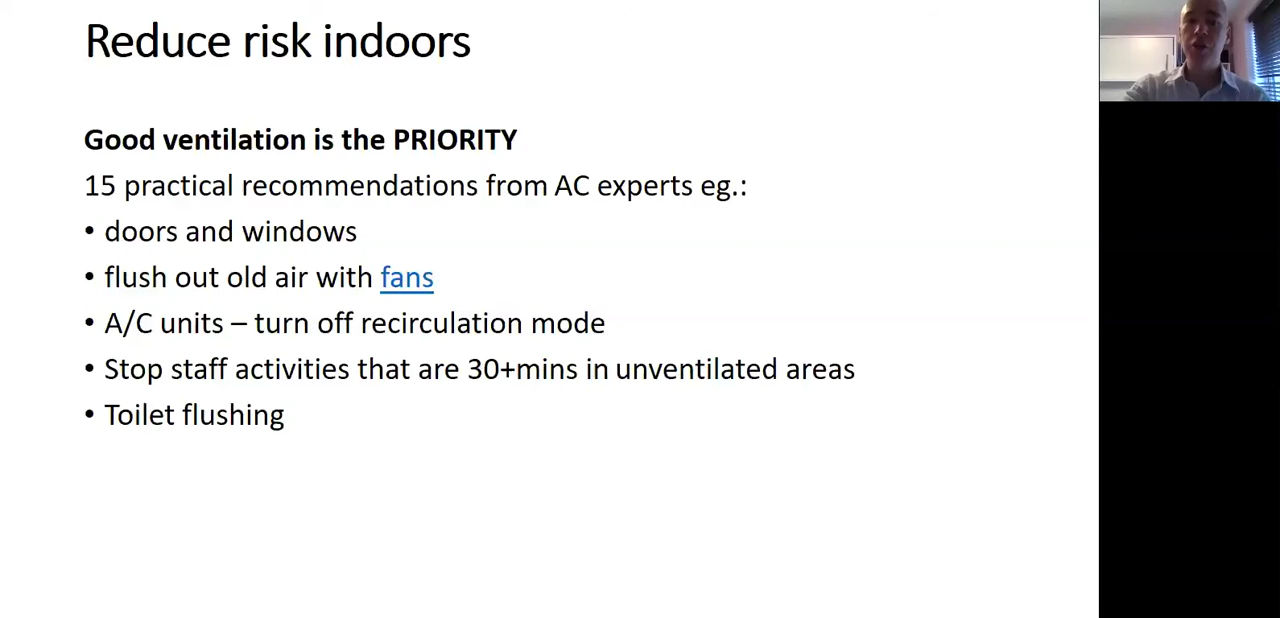 Reduce risk indoors
Good ventilation is the PRIORITY
15 practical recommendations from AC experts eg.:
• doors and windows
• flush out old air with fans
• A/C units – turn off recirculation mode
• Stop staff activities that are 30+mins in unventilated areas
• Toilet flushing